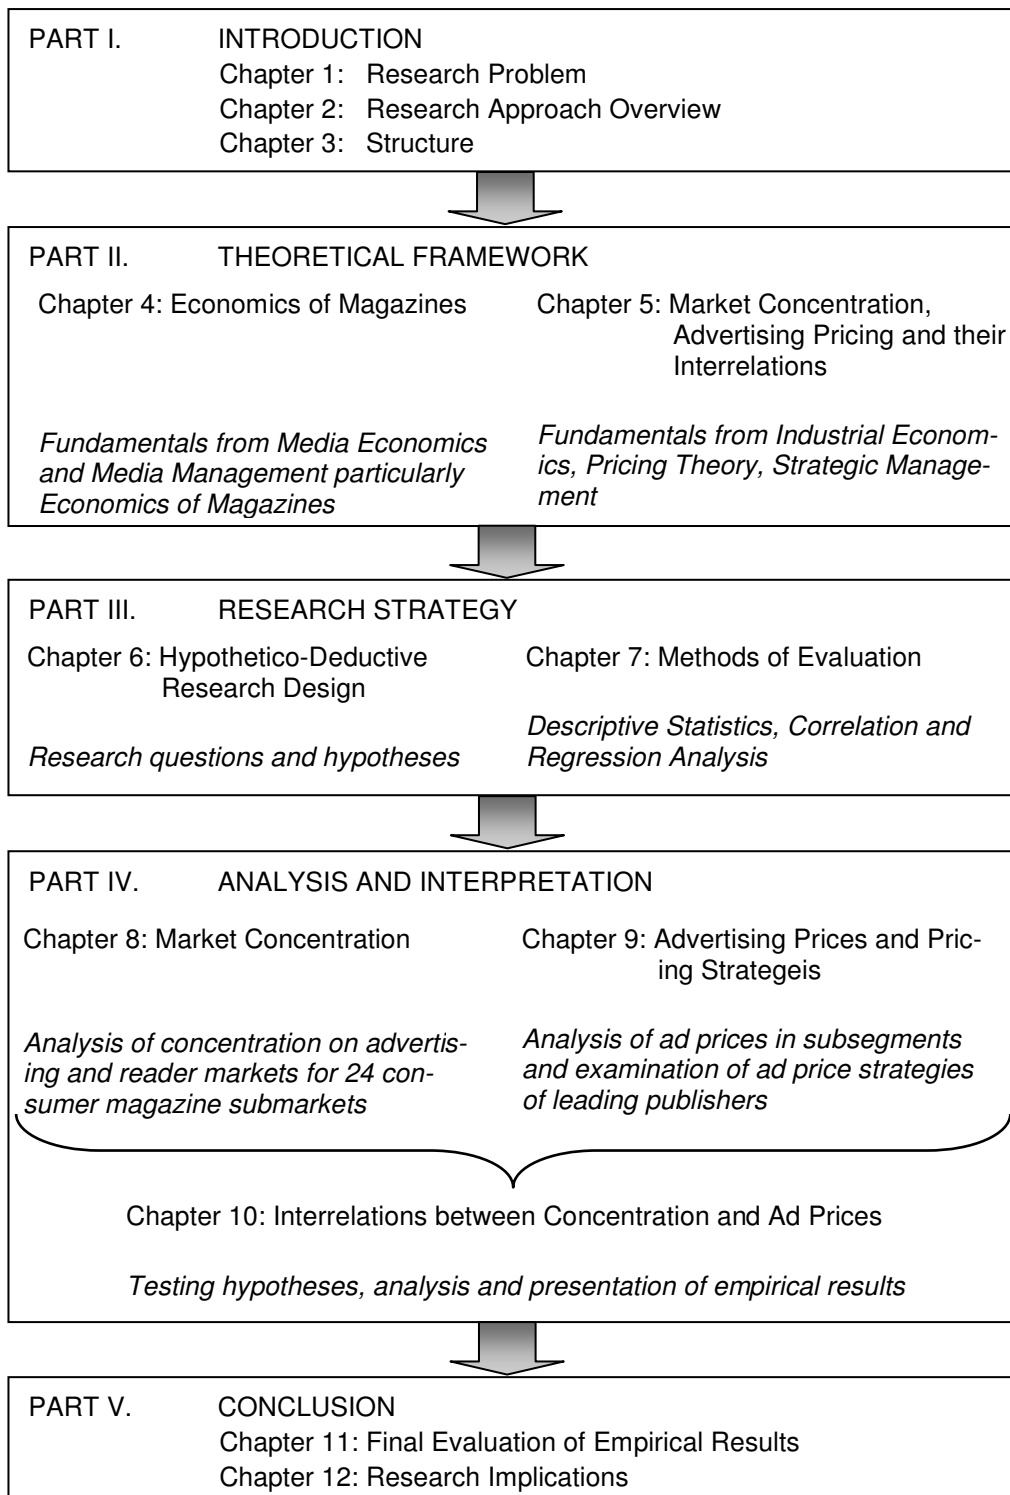 PART I. INTRODUCTION
Chapter 1: Research Problem
Chapter 2: Research Approach Overview
Chapter 3: Structure
PART II. THEORETICAL FRAMEWORK
Chapter 4: Economics of Magazines
Fundamentals from Media Economics
and Media Management particularly
Economics of Magazines
Chapter 5: Market Concentration,
Advertising Pricing and their
Interrelations
Fundamentals from Industrial Econom-
ics, Pricing Theory, Strategic Manage-
ment
PART III. RESEARCH STRATEGY
Chapter 6: Hypothetico-Deductive
Research Design
Research questions and hypotheses
Chapter 7: Methods of Evaluation
Descriptive Statistics, Correlation and
Regression Analysis
PART IV. ANALYSIS AND INTERPRETATION
Chapter 8: Market Concentration
Analysis of concentration on advertis-
ing and reader markets for 24 con-
sumer magazine submarkets
Chapter 9: Advertising Prices and Pric-
ing Strategeis
Analysis of ad prices in subsegments
and examination of ad price strategies
of leading publishers
Chapter 10: Interrelations between Concentration and Ad Prices
Testing hypotheses, analysis and presentation of empirical results
PART V. CONCLUSION
Chapter 11: Final Evaluation of Empirical Results
Chapter 12: Research Implications